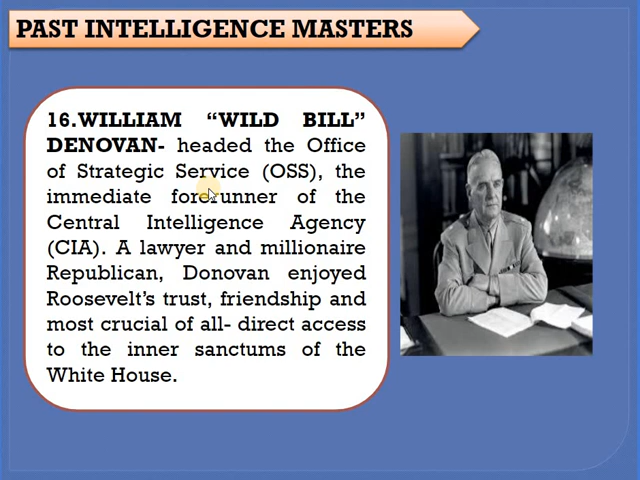 PAST INTELLIGENCE MASTERS
16.WILLIAM “WILD BILL”
DENOVAN- headed the Office
of Strategic Service (OSS), the
immediate forerunner of the
Central Intelligence Agency
(CIA). A lawyer and millionaire
Republican, Donovan enjoyed
Roosevelt’s trust, friendship and
most crucial of all- direct access
to the inner sanctums of the
White House.